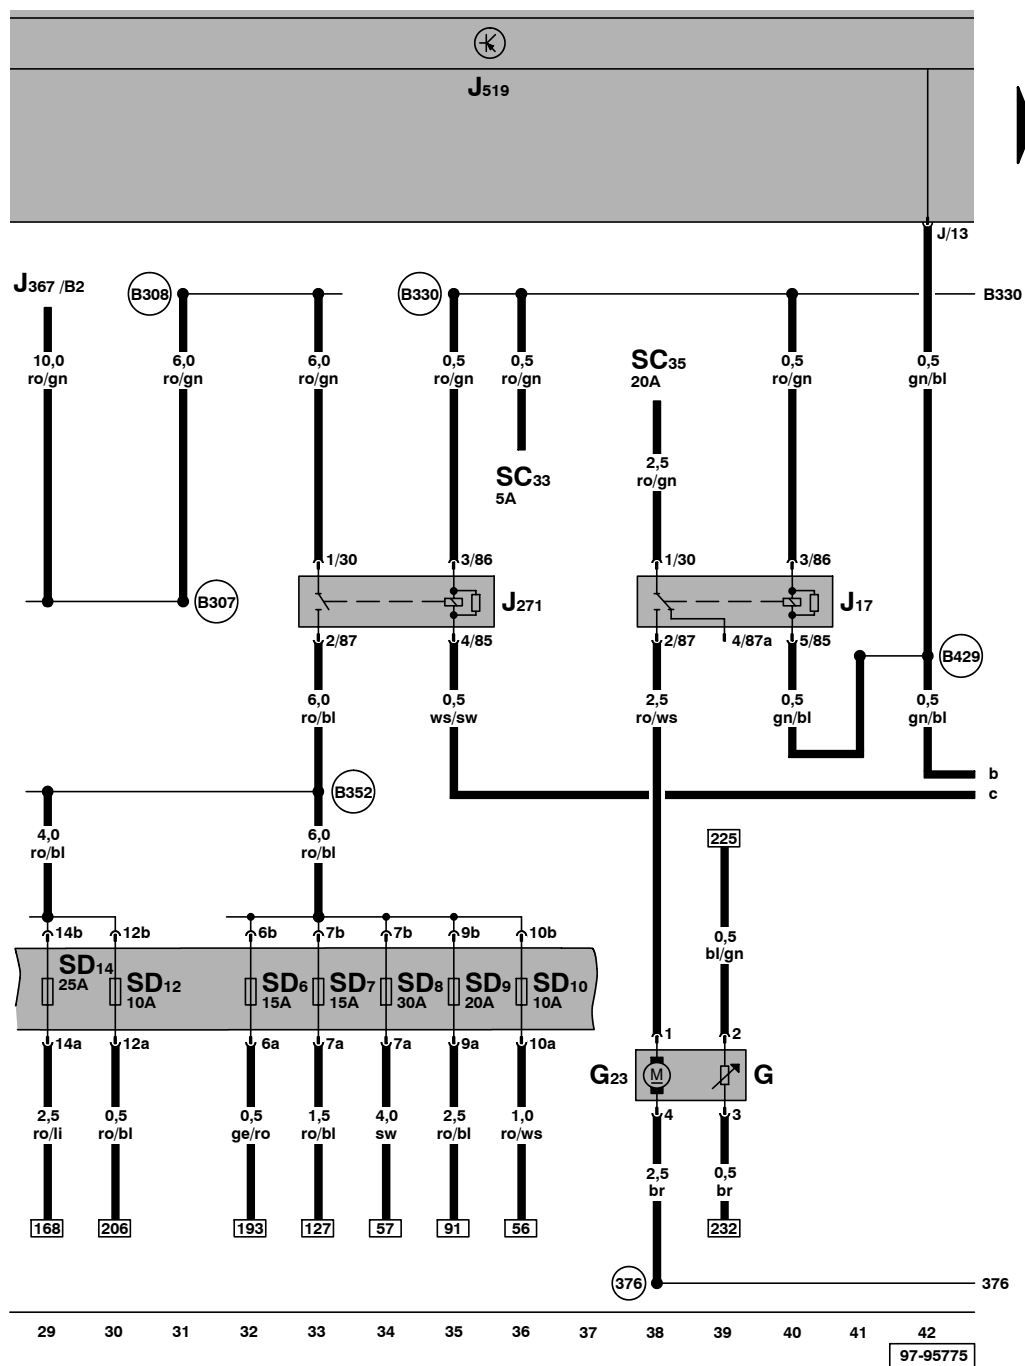 J519
J/13
J367 /B2
B308
B330
B330
10,0
ro/gn
6,0
ro/gn
6,0
ro/gn
0,5
ro/gn
0,5
ro/gn
SC35
20A
0,5
ro/gn
0,5
gn/bl
SC33
5A
2,5
ro/gn
1/30
3/86
1/30
3/86
B307
J271
J17
2/87
4/85
2/87
4/87a
5/85
B429
6,0
ro/bl
0,5
ws/sw
2,5
ro/ws
0,5
gn/bl
0,5
gn/bl
b
c
B352
4,0
ro/bl
6,0
ro/bl
225
14b
12b
6b
7b
7b
9b
10b
0,5
bl/gn
SD14
25A
SD12
10A
SD6
15A
SD7
15A
SD8
30A
SD9
20A
SD10
10A
14a
12a
6a
7a
7a
9a
10a
1
2
G23
M
G
4
3
2,5
ro/li
0,5
ro/bl
0,5
ge/ro
1,5
ro/bl
4,0
sw
2,5
ro/bl
1,0
ro/ws
2,5
br
0,5
br
168
206
193
127
57
91
56
232
376
376
29 30 31 32 33 34 35 36 37 38 39 40 41 42
97-95775